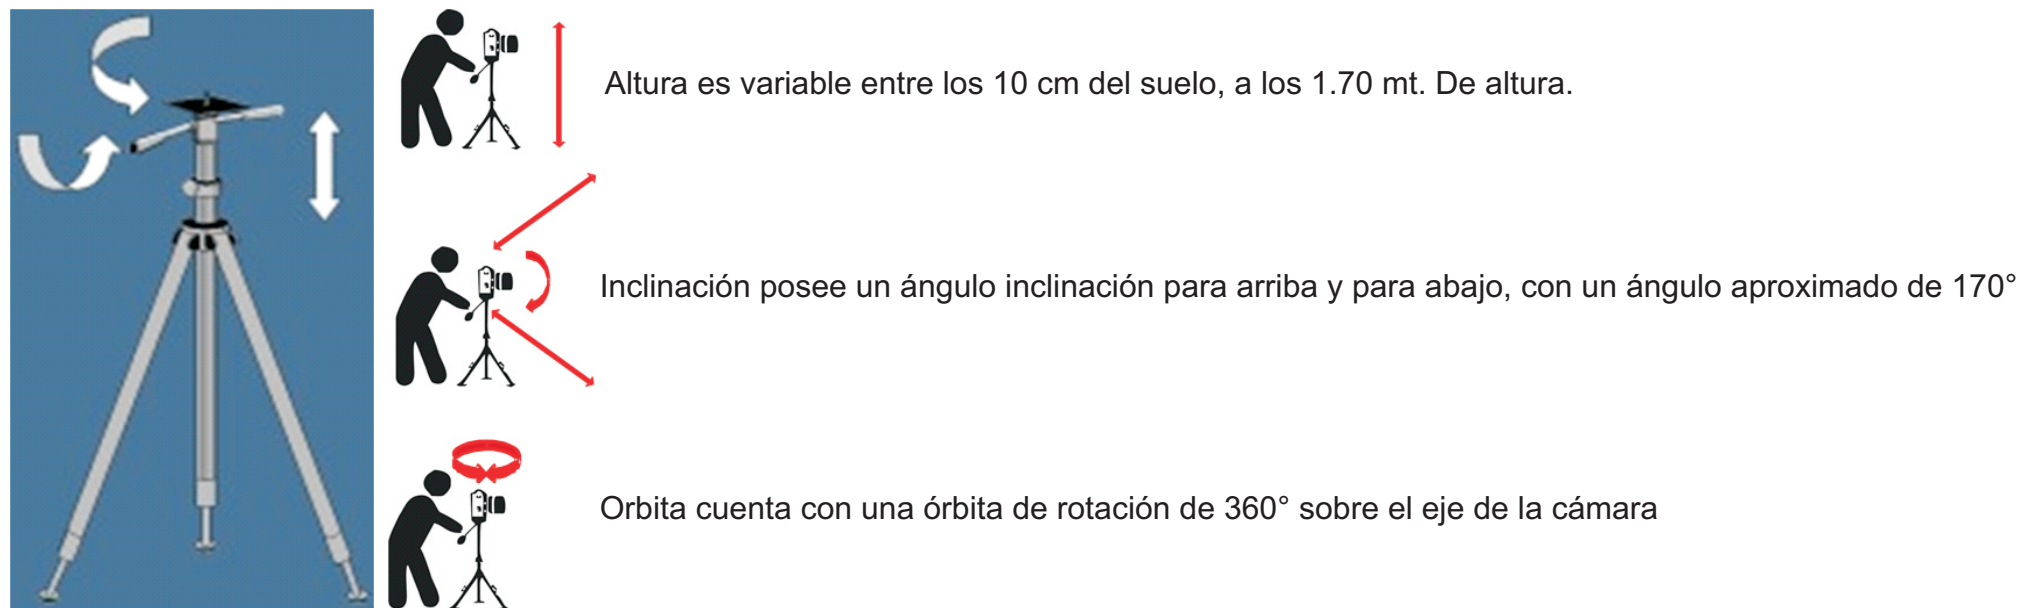 Altura es variable entre los 10 cm del suelo, a los 1.70 mt. De altura.
Inclinación posee un ángulo inclinación para arriba y para abajo, con un ángulo aproximado de 170°
Orbita cuenta con una órbita de rotación de 360° sobre el eje de la cámara